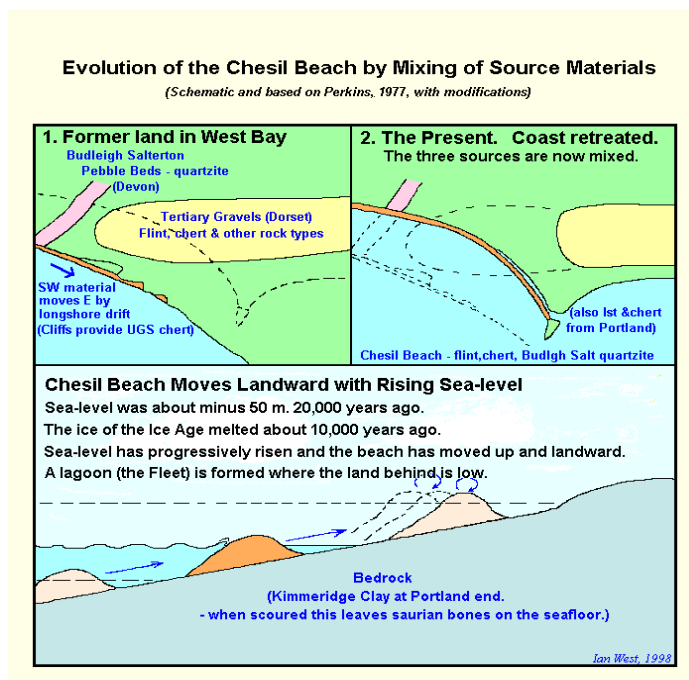 Evolution of the Chesil Beach by Mixing of Source Materials
(Schematic and based on Perkins, 1977, with modifications)
1. Former land in West Bay
Budleigh Salterton
Pebble Beds - quartzite
(Devon)
Tertiary Gravels (Dorset)
Flint, chert & other rock types
SW material
moves E by
longshore drift
(Cliffs provide UGS chert)
2. The Present. Coast retreated.
The three sources are now mixed.
(also lst &chert
from Portland)
Chesil Beach - flint,chert, Budlgh Salt quartzite
Chesil Beach Moves Landward with Rising Sea-level
Sea-level was about minus 50 m. 20,000 years ago.
The ice of the Ice Age melted about 10,000 years ago.
Sea-level has progressively risen and the beach has moved up and landward.
A lagoon (the Fleet) is formed where the land behind is low.
Bedrock
(Kimmeridge Clay at Portland end.
- when scoured this leaves saurian bones on the seafloor.)
Ian West, 1998